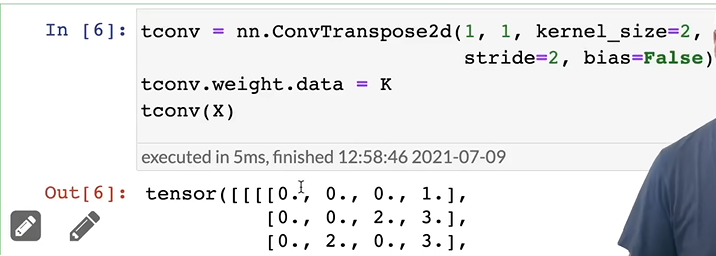 In [6]: tconv = nn.ConvTranspose2d(1, 1, kernel_size=2,
stride=2, bias=False)
tconv.weight.data = K
tconv(X)
executed in 5ms, finished 12:58:46 2021-07-09
Out[6]: tensor([[[[0., 0., 0., 1.],
[0., 0., 2., 3.],
[0., 2., 0., 3.],